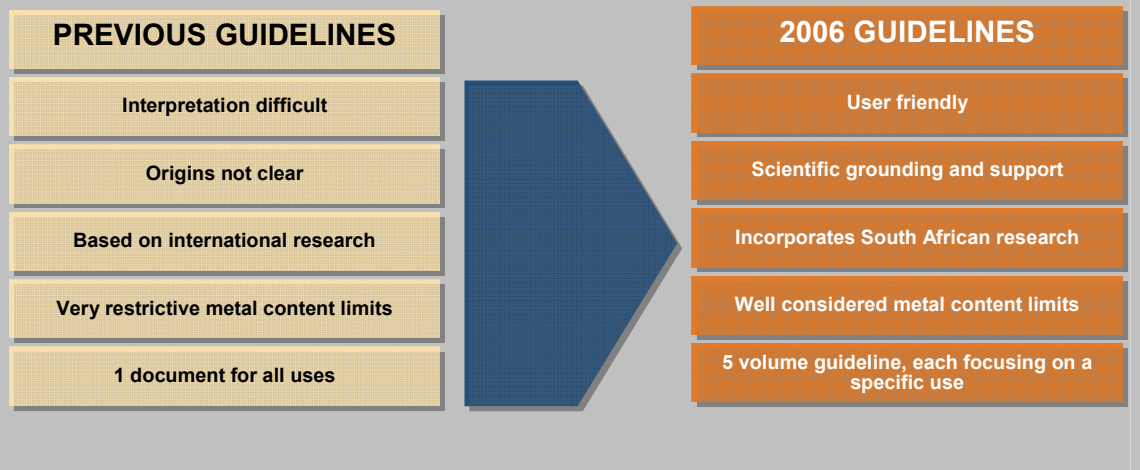 PREVIOUS GUIDELINES
Interpretation difficult
Origins not clear
Based on international research
Very restrictive metal content limits
1 document for all uses
2006 GUIDELINES
User friendly
Scientific grounding and support
Incorporates South African research
Well considered metal content limits
5 volume guideline, each focusing on a
specific use